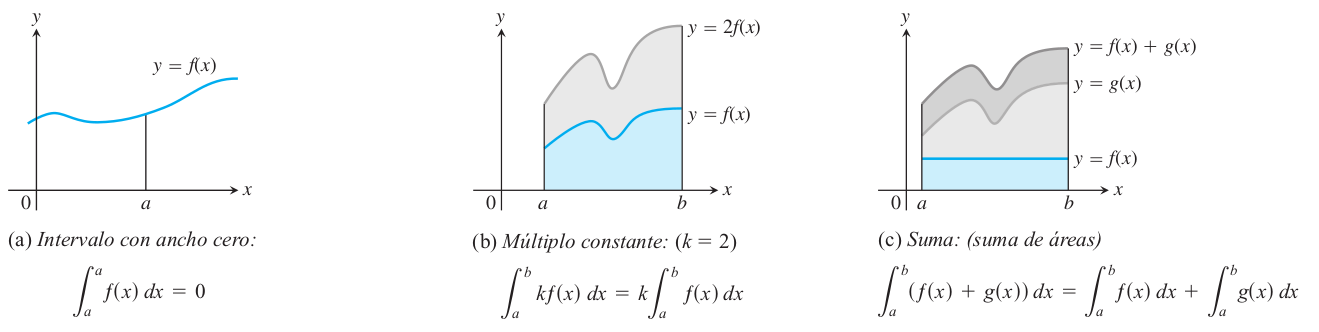 y
y = f(x)
0
a
x
(a) Intervalo con ancho cero:
∫_a^a f(x) dx = 0
y
y = 2f(x)
y = f(x)
0
a
b
x
(b) Múltiplo constante: (k = 2)
∫_a^b kf(x) dx = k ∫_a^b f(x) dx
y
y = f(x) + g(x)
y = g(x)
y = f(x)
0
a
b
x
(c) Suma: (suma de áreas)
∫_a^b (f(x) + g(x)) dx = ∫_a^b f(x) dx + ∫_a^b g(x) dx